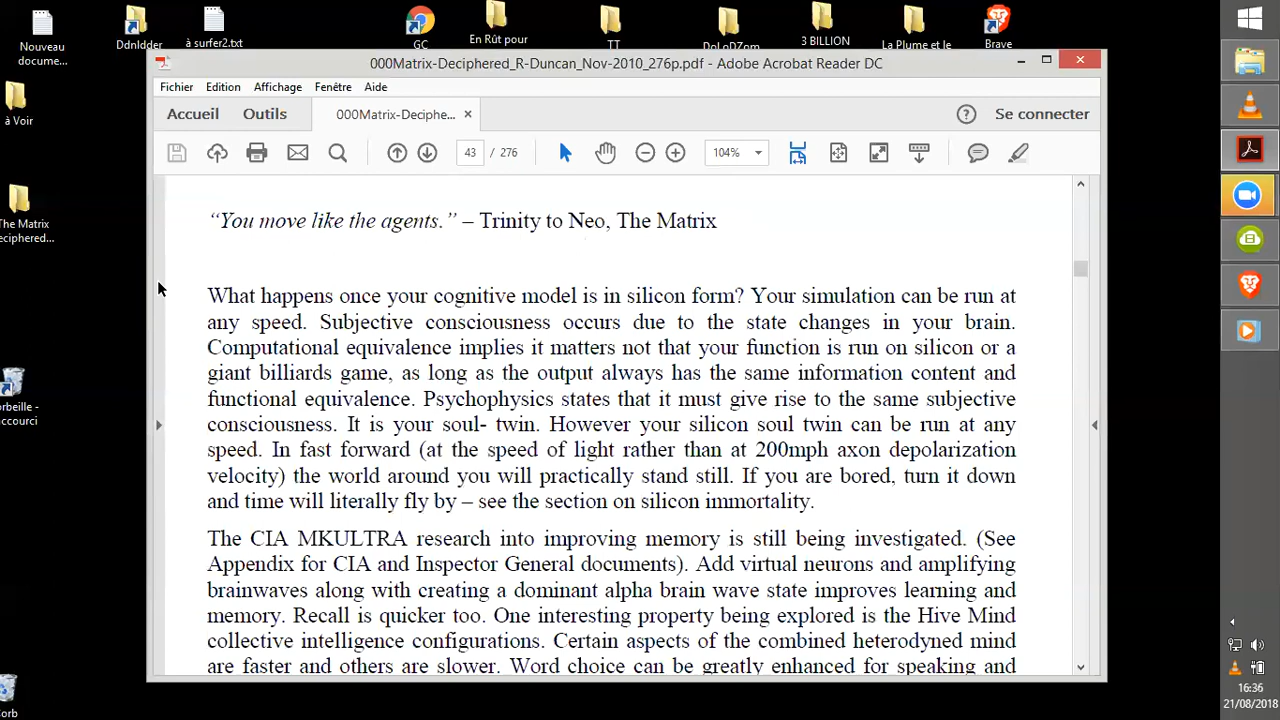 Nouveau
docume...
DdnIdder
à surfer2.txt
GC
En Rût pour
TT
DoLoDZom
3 BILLION
La Plume et le
Brave
à Voir
The Matrix
eciphered...
orbeille -
accourci
Corb
000Matrix-Deciphered_R-Duncan_Nov-2010_276p.pdf - Adobe Acrobat Reader DC
Fichier Edition Affichage Fenêtre Aide
Accueil Outils 000Matrix-Deciphe... × Se connecter
43 / 276 104%
“You move like the agents.” – Trinity to Neo, The Matrix
What happens once your cognitive model is in silicon form? Your simulation can be run at
any speed. Subjective consciousness occurs due to the state changes in your brain.
Computational equivalence implies it matters not that your function is run on silicon or a
giant billiards game, as long as the output always has the same information content and
functional equivalence. Psychophysics states that it must give rise to the same subjective
consciousness. It is your soul- twin. However your silicon soul twin can be run at any
speed. In fast forward (at the speed of light rather than at 200mph axon depolarization
velocity) the world around you will practically stand still. If you are bored, turn it down
and time will literally fly by – see the section on silicon immortality.
The CIA MKULTRA research into improving memory is still being investigated. (See
Appendix for CIA and Inspector General documents). Add virtual neurons and amplifying
brainwaves along with creating a dominant alpha brain wave state improves learning and
memory. Recall is quicker too. One interesting property being explored is the Hive Mind
collective intelligence configurations. Certain aspects of the combined heterodyned mind
are faster and others are slower. Word choice can be greatly enhanced for speaking and
16:36
21/08/2018